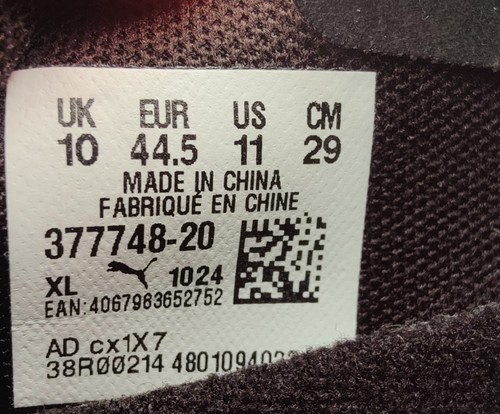 UK EUR US CM
10 44.5 11 29
MADE IN CHINA
FABRIQUÉ EN CHINE
377748-20
XL 1024
EAN:4067983652752
AD cx1X7
38R00214